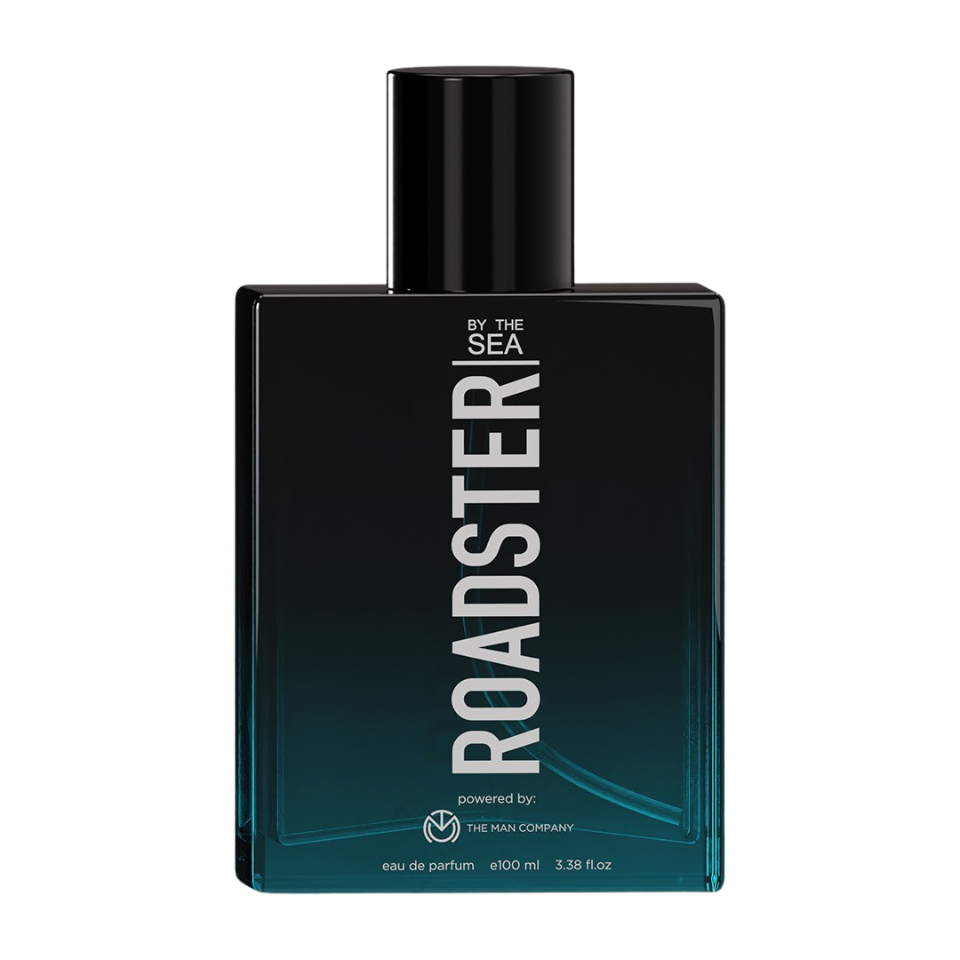 BY THE
SEA
ROADSTER
powered by:
THE MAN COMPANY
eau de parfum e100 ml 3.38 fl.oz